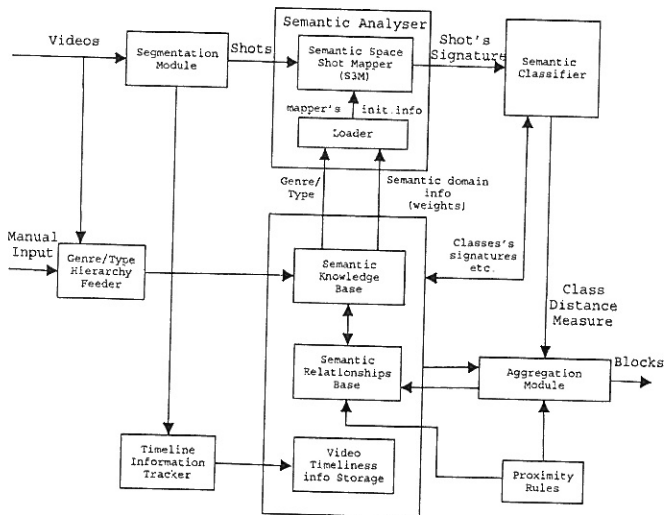 Semantic Analyser
Videos
Segmentation
Module
Shots
Semantic Space
Shot Mapper
(S3M)
Shot's
Signature
Semantic
Classifier
mapper's init.info
Loader
Genre/
Type
Semantic domain
info
(weights)
Manual
Input
Genre/Type
Hierarchy
Feeder
Semantic
Knowledge
Base
Classes's
signatures
etc.
Class
Distance
Measure
Semantic
Relationships
Base
Aggregation
Module
Blocks
Timeline
Information
Tracker
Video
Timeliness
info Storage
Proximity
Rules